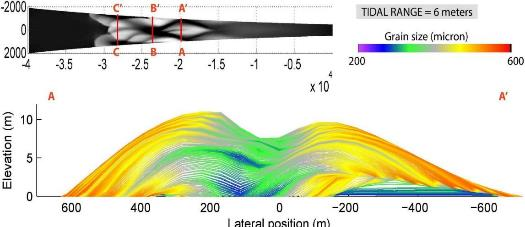 -2000
0
2000
C' B' A'
C B A
-4 -3.5 -3 -2.5 -2 -1.5 -1 -0.5 0
x 10⁴
TIDAL RANGE = 6 meters
Grain size (micron)
200 600
A A'
Elevation (m)
10
5
0
600 400 200 0 -200 -400 -600
Lateral position (m)